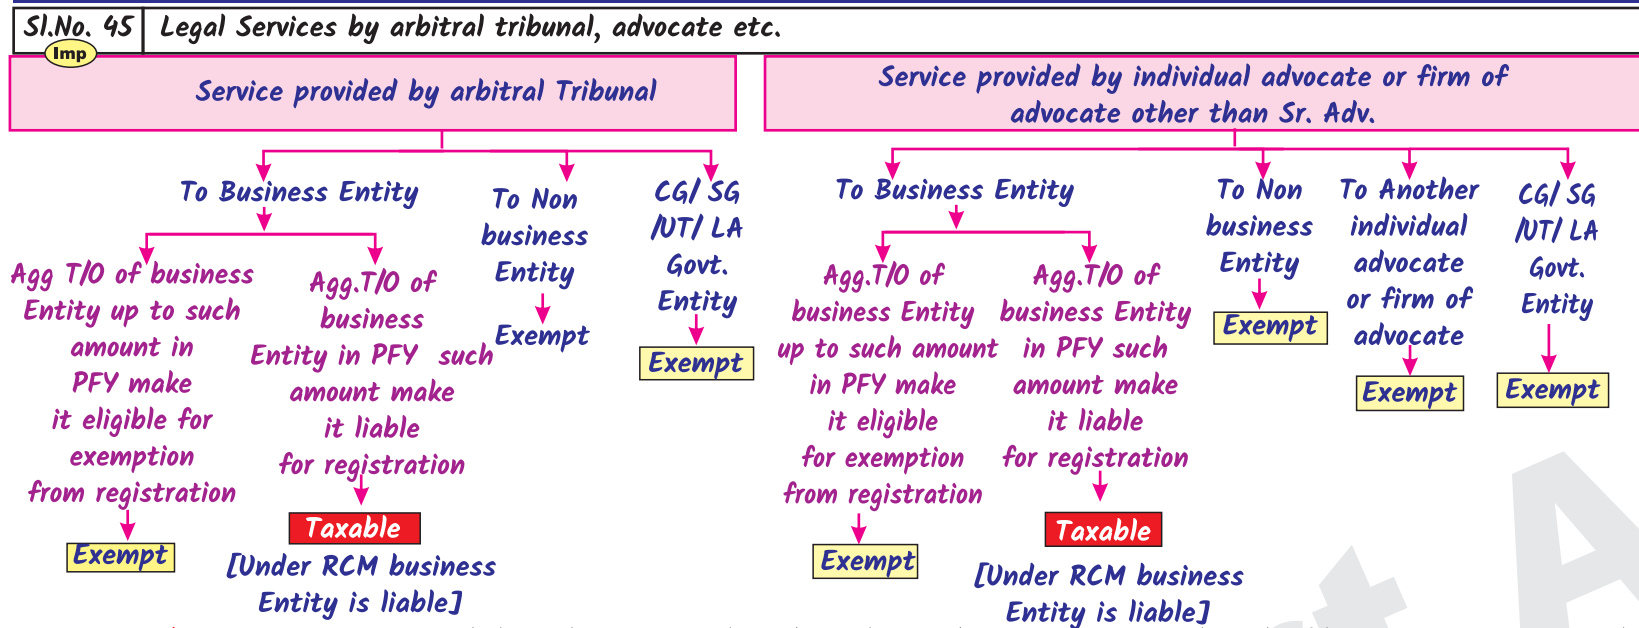 Sl.No. 45
Legal Services by arbitral tribunal, advocate etc.
Imp
Service provided by arbitral Tribunal
To Business Entity
Agg T/O of business
Entity up to such
amount in
PFY make
it eligible for
exemption
from registration
Exempt
Agg.T/O of
business
Entity in PFY such
amount make
it liable
for registration
Taxable
[Under RCM business
Entity is liable]
To Non
business
Entity
Exempt
CG/ SG
/UT/ LA
Govt.
Entity
Exempt
Service provided by individual advocate or firm of
advocate other than Sr. Adv.
To Business Entity
Agg.T/O of
business Entity
up to such amount
in PFY make
it eligible
for exemption
from registration
Exempt
Agg.T/O of
business Entity
in PFY such
amount make
it liable
for registration
Taxable
[Under RCM business
Entity is liable]
To Non
business
Entity
Exempt
To Another
individual
advocate
or firm of
advocate
Exempt
CG/ SG
/UT/ LA
Govt.
Entity
Exempt